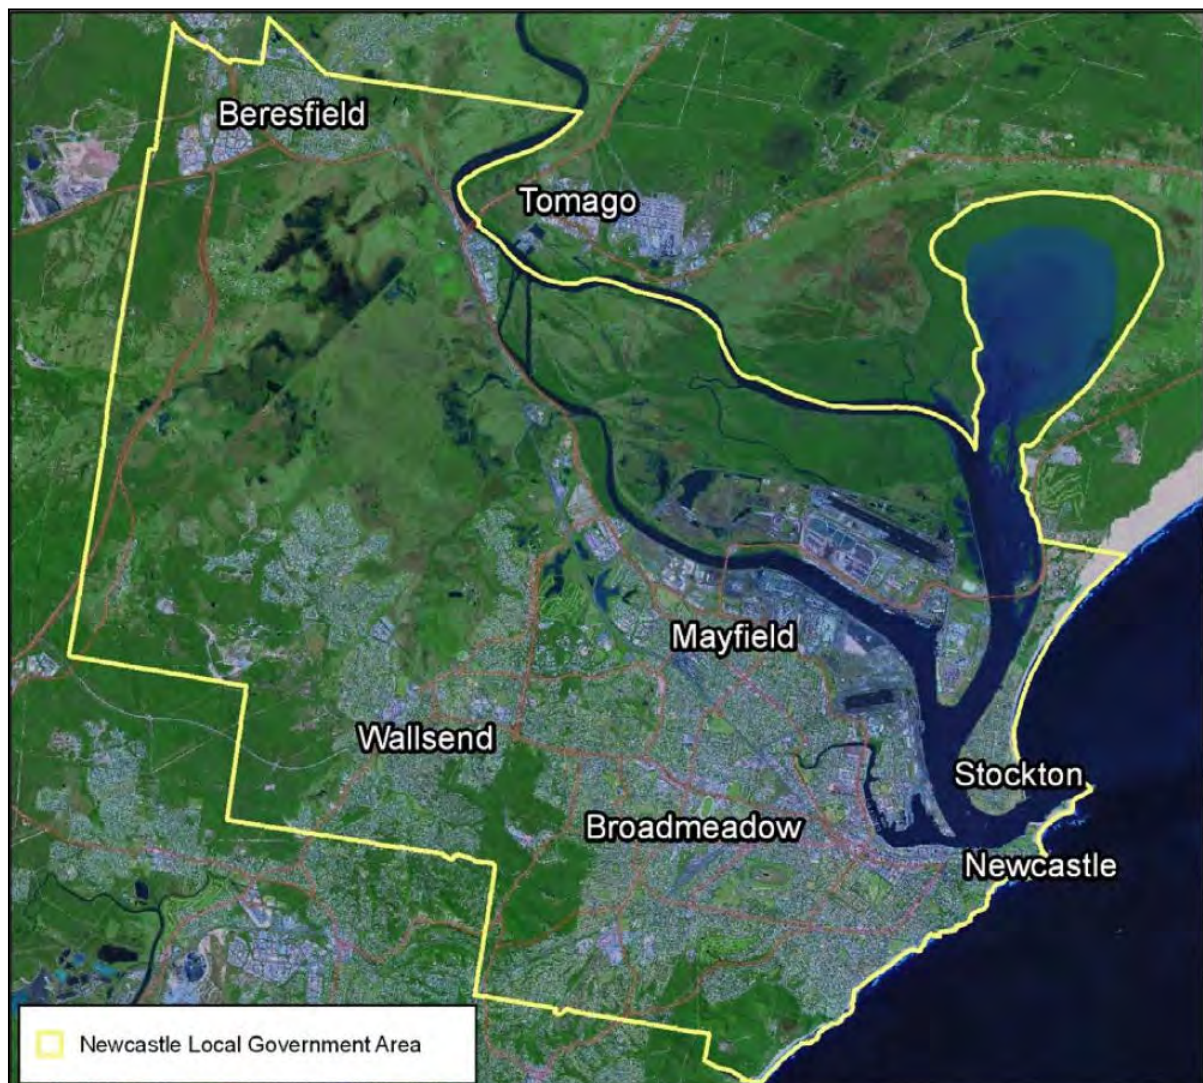 Beresfield
Tomago
Mayfield
Wallsend
Stockton
Broadmeadow
Newcastle
Newcastle Local Government Area